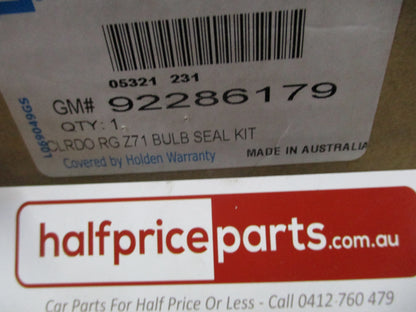 05321 231
GM# 92286179
QTY: 1
CLRDO RG Z71 BULB SEAL KIT
Covered by Holden Warranty
MADE IN AUSTRALIA
L069049GS
halfpriceparts.com.au
Car Parts For Half Price Or Less - Call 0412 760 479